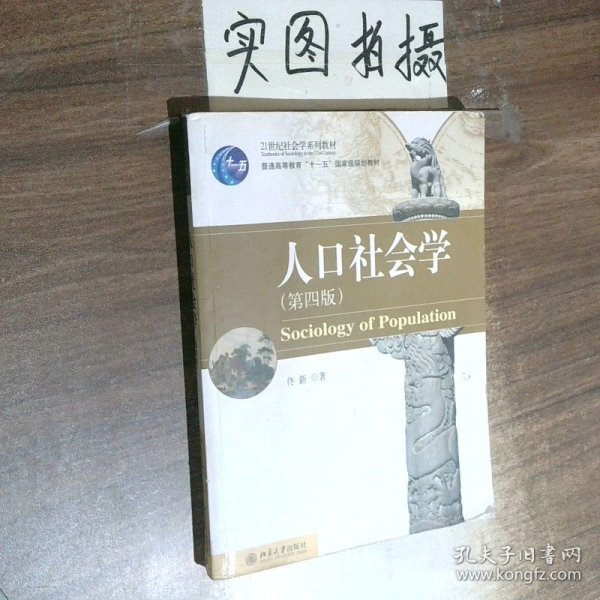 实图拍摄
21世纪社会学系列教材
Textbooks of Sociology in the 21st Century
普通高等教育“十一五”国家级规划教材
十一五
人口社会学
(第四版)
Sociology of Population
佟新 ⊙著
北京大学出版社
PEKING UNIVERSITY PRESS
孔夫子旧书网
www.kongfz.com